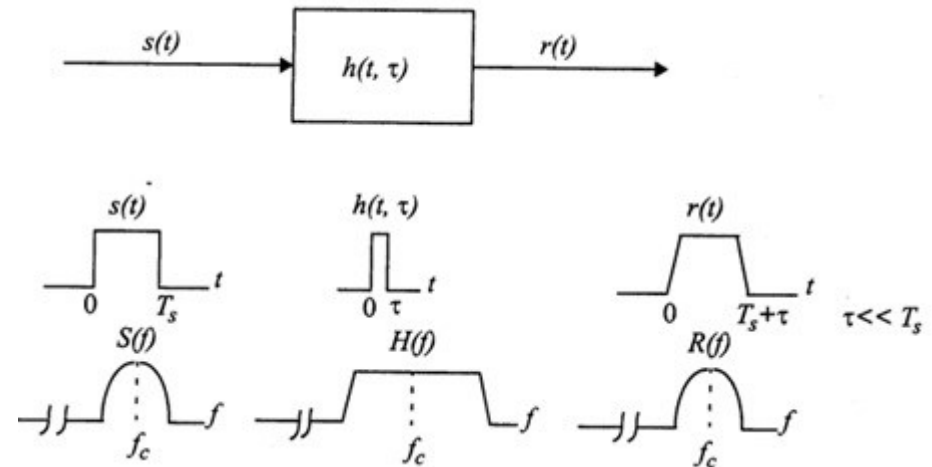 s(t) h(t, τ) r(t)
s(t) h(t, τ) r(t)
t t t
0 T_s 0 τ 0 T_s+τ τ<< T_s
S(f) H(f) R(f)
f f f
f_c f_c f_c